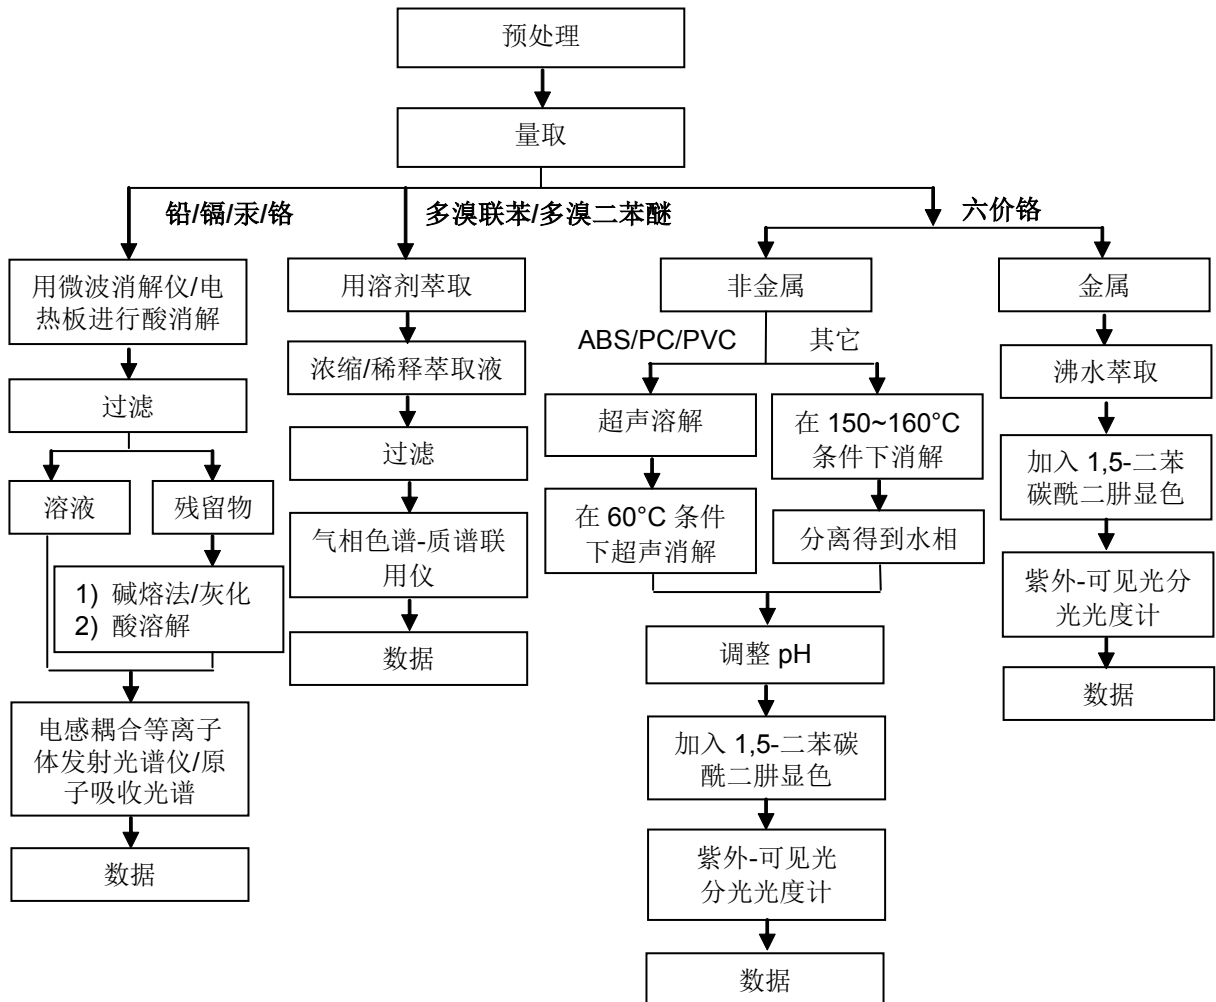 预处理
量取
铅/镉/汞/铬
用微波消解仪/电
热板进行酸消解
过滤
溶液
残留物
1) 碱熔法/灰化
2) 酸溶解
电感耦合等离子
体发射光谱仪/原
子吸收光谱
数据
多溴联苯/多溴二苯醚
用溶剂萃取
浓缩/稀释萃取液
过滤
气相色谱-质谱联
用仪
数据
六价铬
非金属
ABS/PC/PVC
其它
超声溶解
在 60°C 条件
下超声消解
在 150~160°C
条件下消解
分离得到水相
调整 pH
加入 1,5-二苯碳
酰二肼显色
紫外-可见光
分光光度计
数据
金属
沸水萃取
加入 1,5-二苯
碳酰二肼显色
紫外-可见光分
光光度计
数据